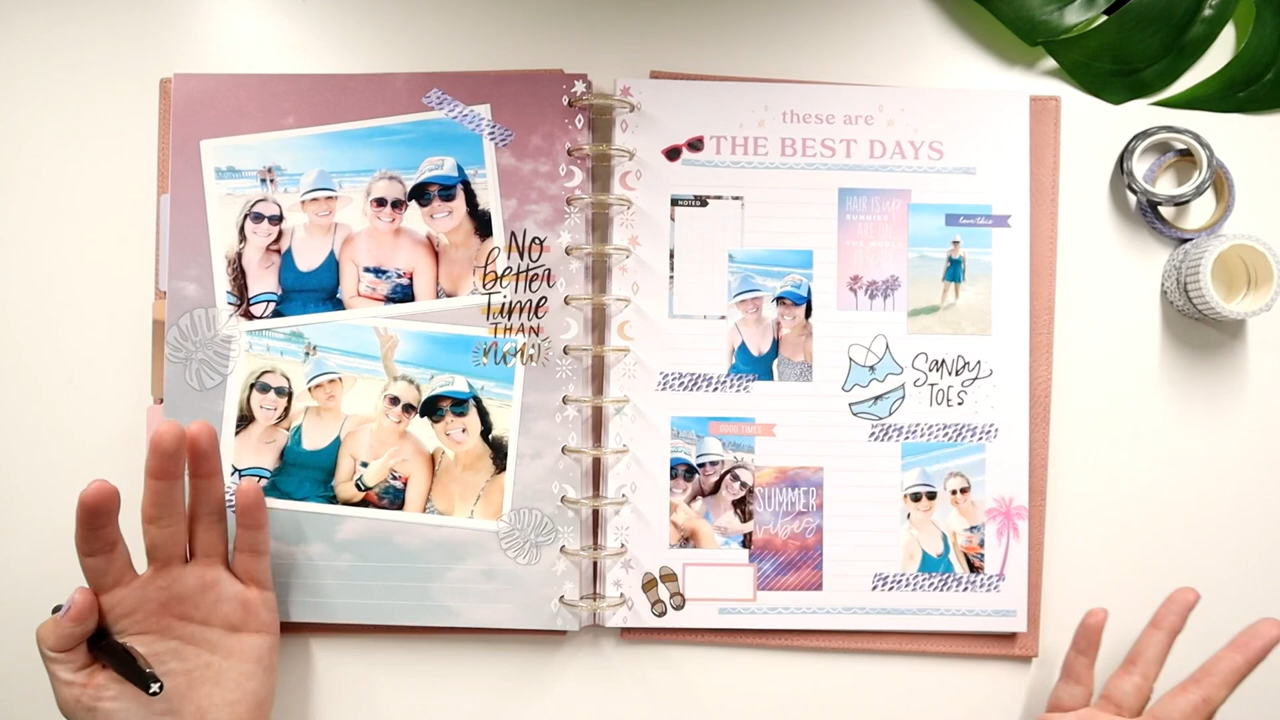 No
better
Time
THAN
now!
these are
THE BEST DAYS
NOTED
HAIR IS up
SUNNIES
ARE ON
THE WORLD
love this
SANDY
TOES
GOOD TIMES
SUMMER
vibes